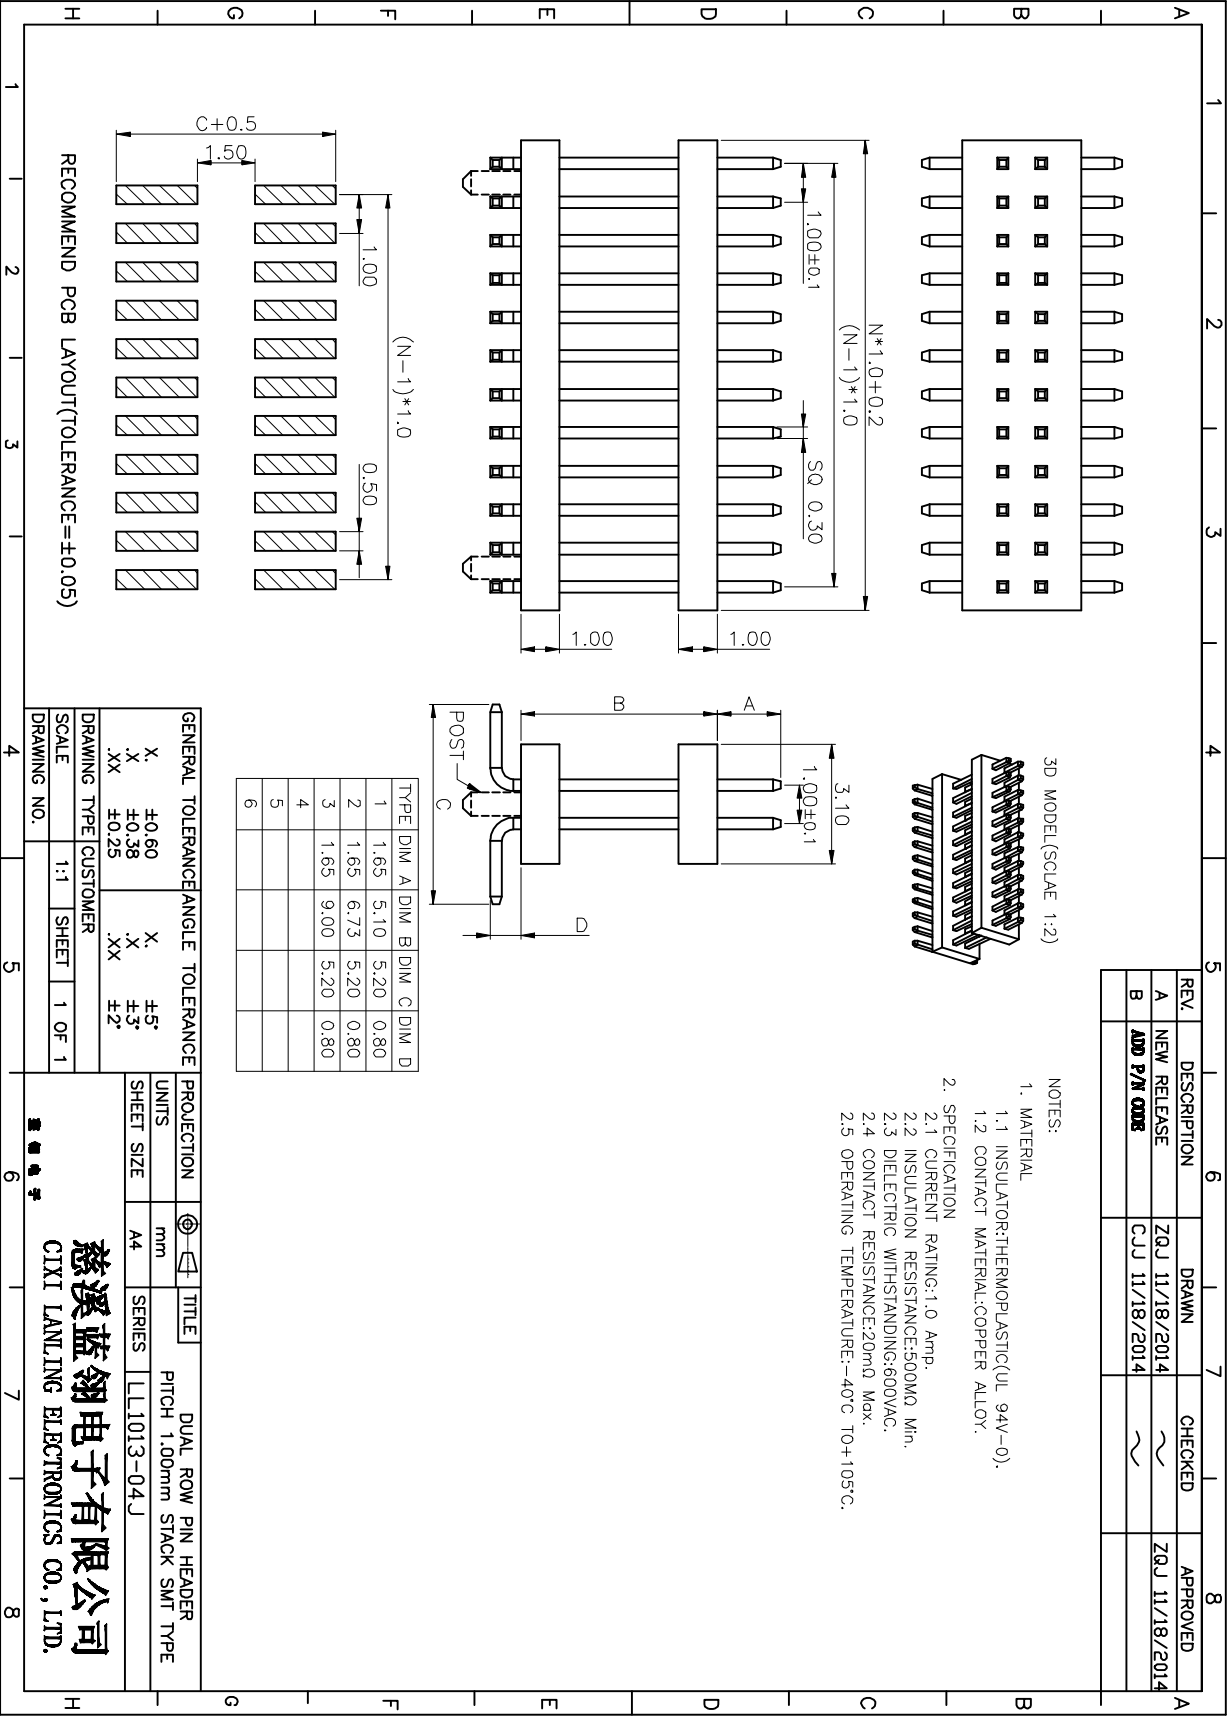 1 2 3 4 5 6 7 8
A B C D E F G H
REV. DESCRIPTION DRAWN CHECKED APPROVED
A NEW RELEASE ZQJ 11/18/2014 ZQJ 11/18/2014
B ADD P/N CODE CJJ 11/18/2014
3D MODEL(SCLAE 1:2)
NOTES:
1. MATERIAL
1.1 INSULATOR:THERMOPLASTIC(UL 94V-0).
1.2 CONTACT MATERIAL:COPPER ALLOY.
2. SPECIFICATION
2.1 CURRENT RATING:1.0 Amp.
2.2 INSULATION RESISTANCE:500MΩ Min.
2.3 DIELECTRIC WITHSTANDING:600VAC.
2.4 CONTACT RESISTANCE:20mΩ Max.
2.5 OPERATING TEMPERATURE:-40°C TO+105°C.
N*1.0+0.2
(N-1)*1.0
1.00±0.1
SQ 0.30
1.00
1.00
3.10
1.00±0.1
A
B
C
D
POST
C+0.5
1.50
1.00
(N-1)*1.0
0.50
RECOMMEND PCB LAYOUT(TOLERANCE=±0.05)
TYPE DIM A DIM B DIM C DIM D
1 1.65 5.10 5.20 0.80
2 1.65 6.73 5.20 0.80
3 1.65 9.00 5.20 0.80
4
5
6
GENERAL TOLERANCE ANGLE TOLERANCE
X. ±0.60 X. ±5°
.X ±0.38 .X ±3°
.XX ±0.25 .XX ±2°
DRAWING TYPE CUSTOMER
SCALE 1:1 SHEET 1 OF 1
DRAWING NO.
PROJECTION
UNITS mm
SHEET SIZE A4
TITLE
DUAL ROW PIN HEADER
PITCH 1.00mm STACK SMT TYPE
SERIES LL1013-04J
慈溪蓝翎电子有限公司
CIXI LANLING ELECTRONICS CO.,LTD.
1 2 3 4 5 6 7 8
A B C D E F G H